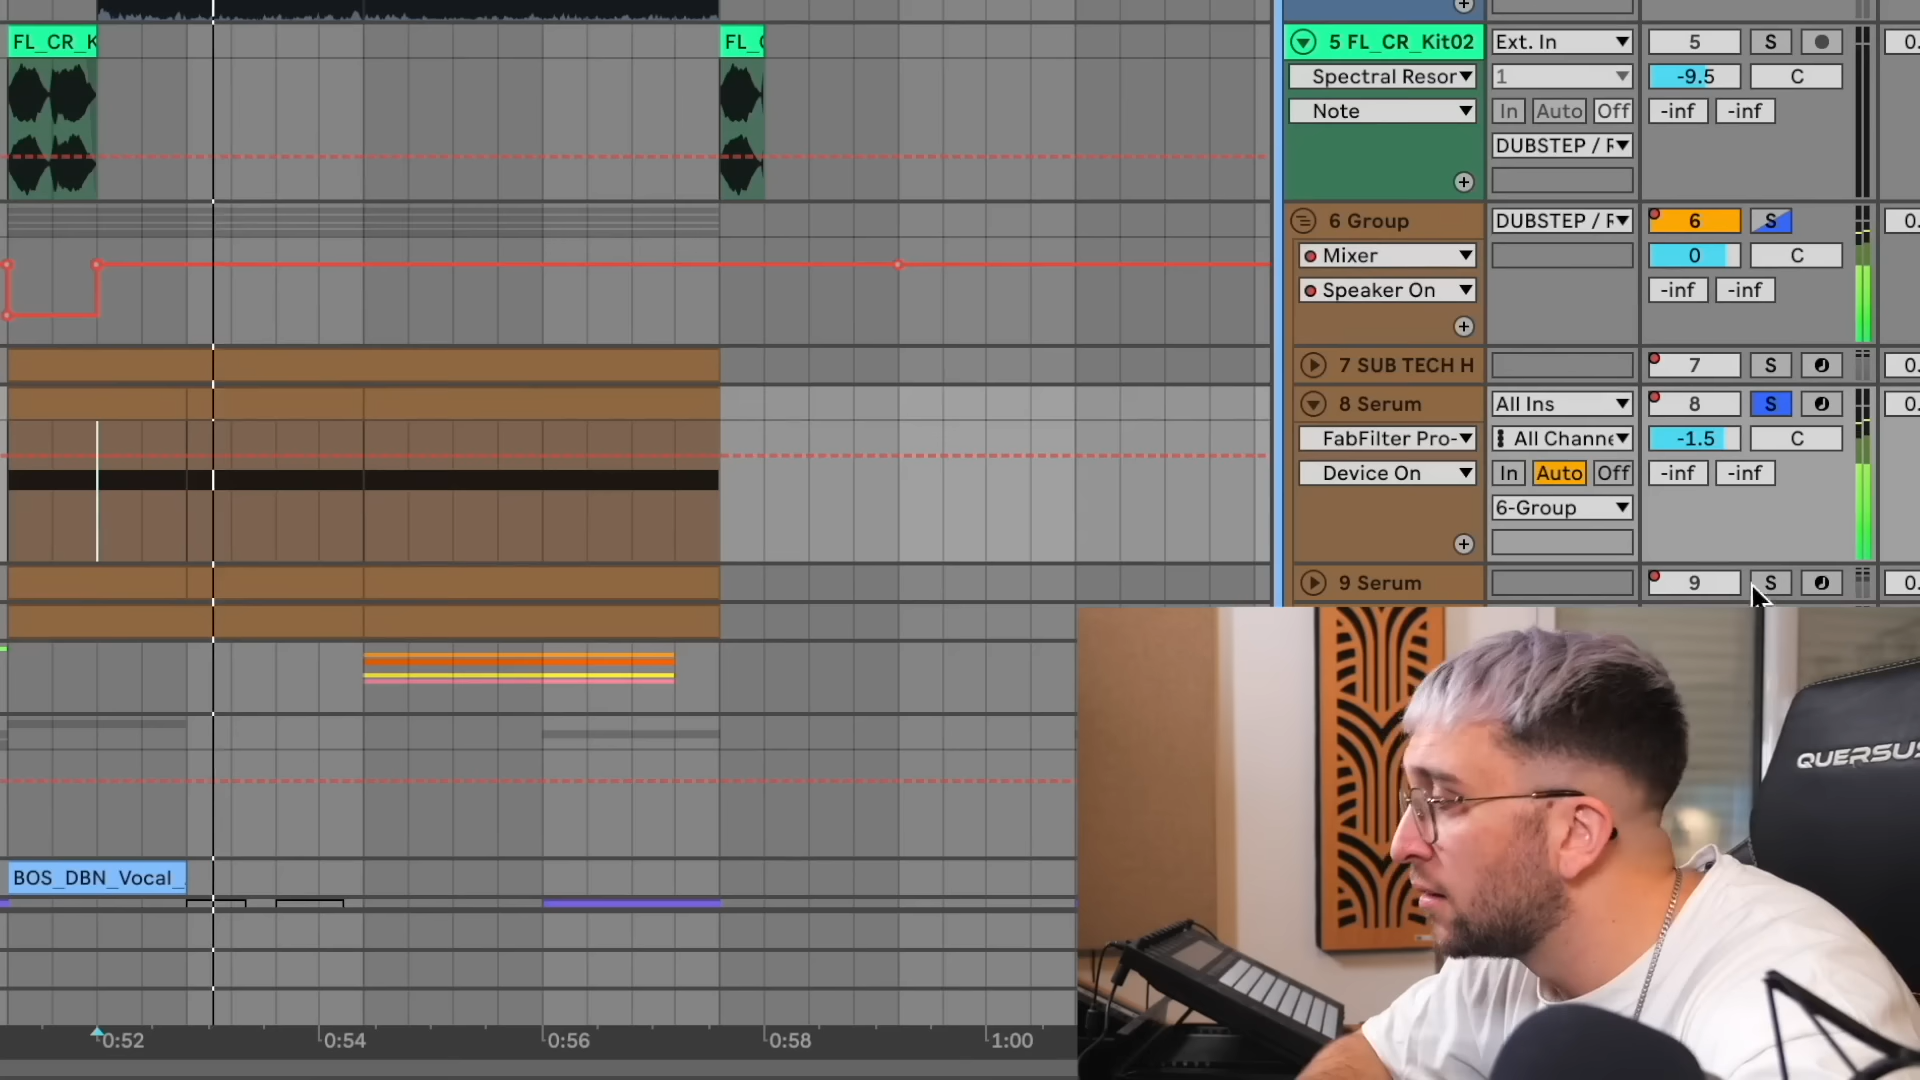 FL_CR_K
FL_
5 FL_CR_Kit02
Ext. In
5
S
0.
Spectral Resor
1
-9.5
C
Note
In
Auto
Off
-inf
-inf
DUBSTEP / F
6 Group
DUBSTEP / F
6
S
0.
Mixer
0
C
Speaker On
-inf
-inf
7 SUB TECH H
7
S
0.
8 Serum
All Ins
8
S
0.
FabFilter Pro-
All Channe
-1.5
C
Device On
In
Auto
Off
-inf
-inf
6-Group
9 Serum
9
S
0.
QUERSUS
BOS_DBN_Vocal_
0:52
0:54
0:56
0:58
1:00